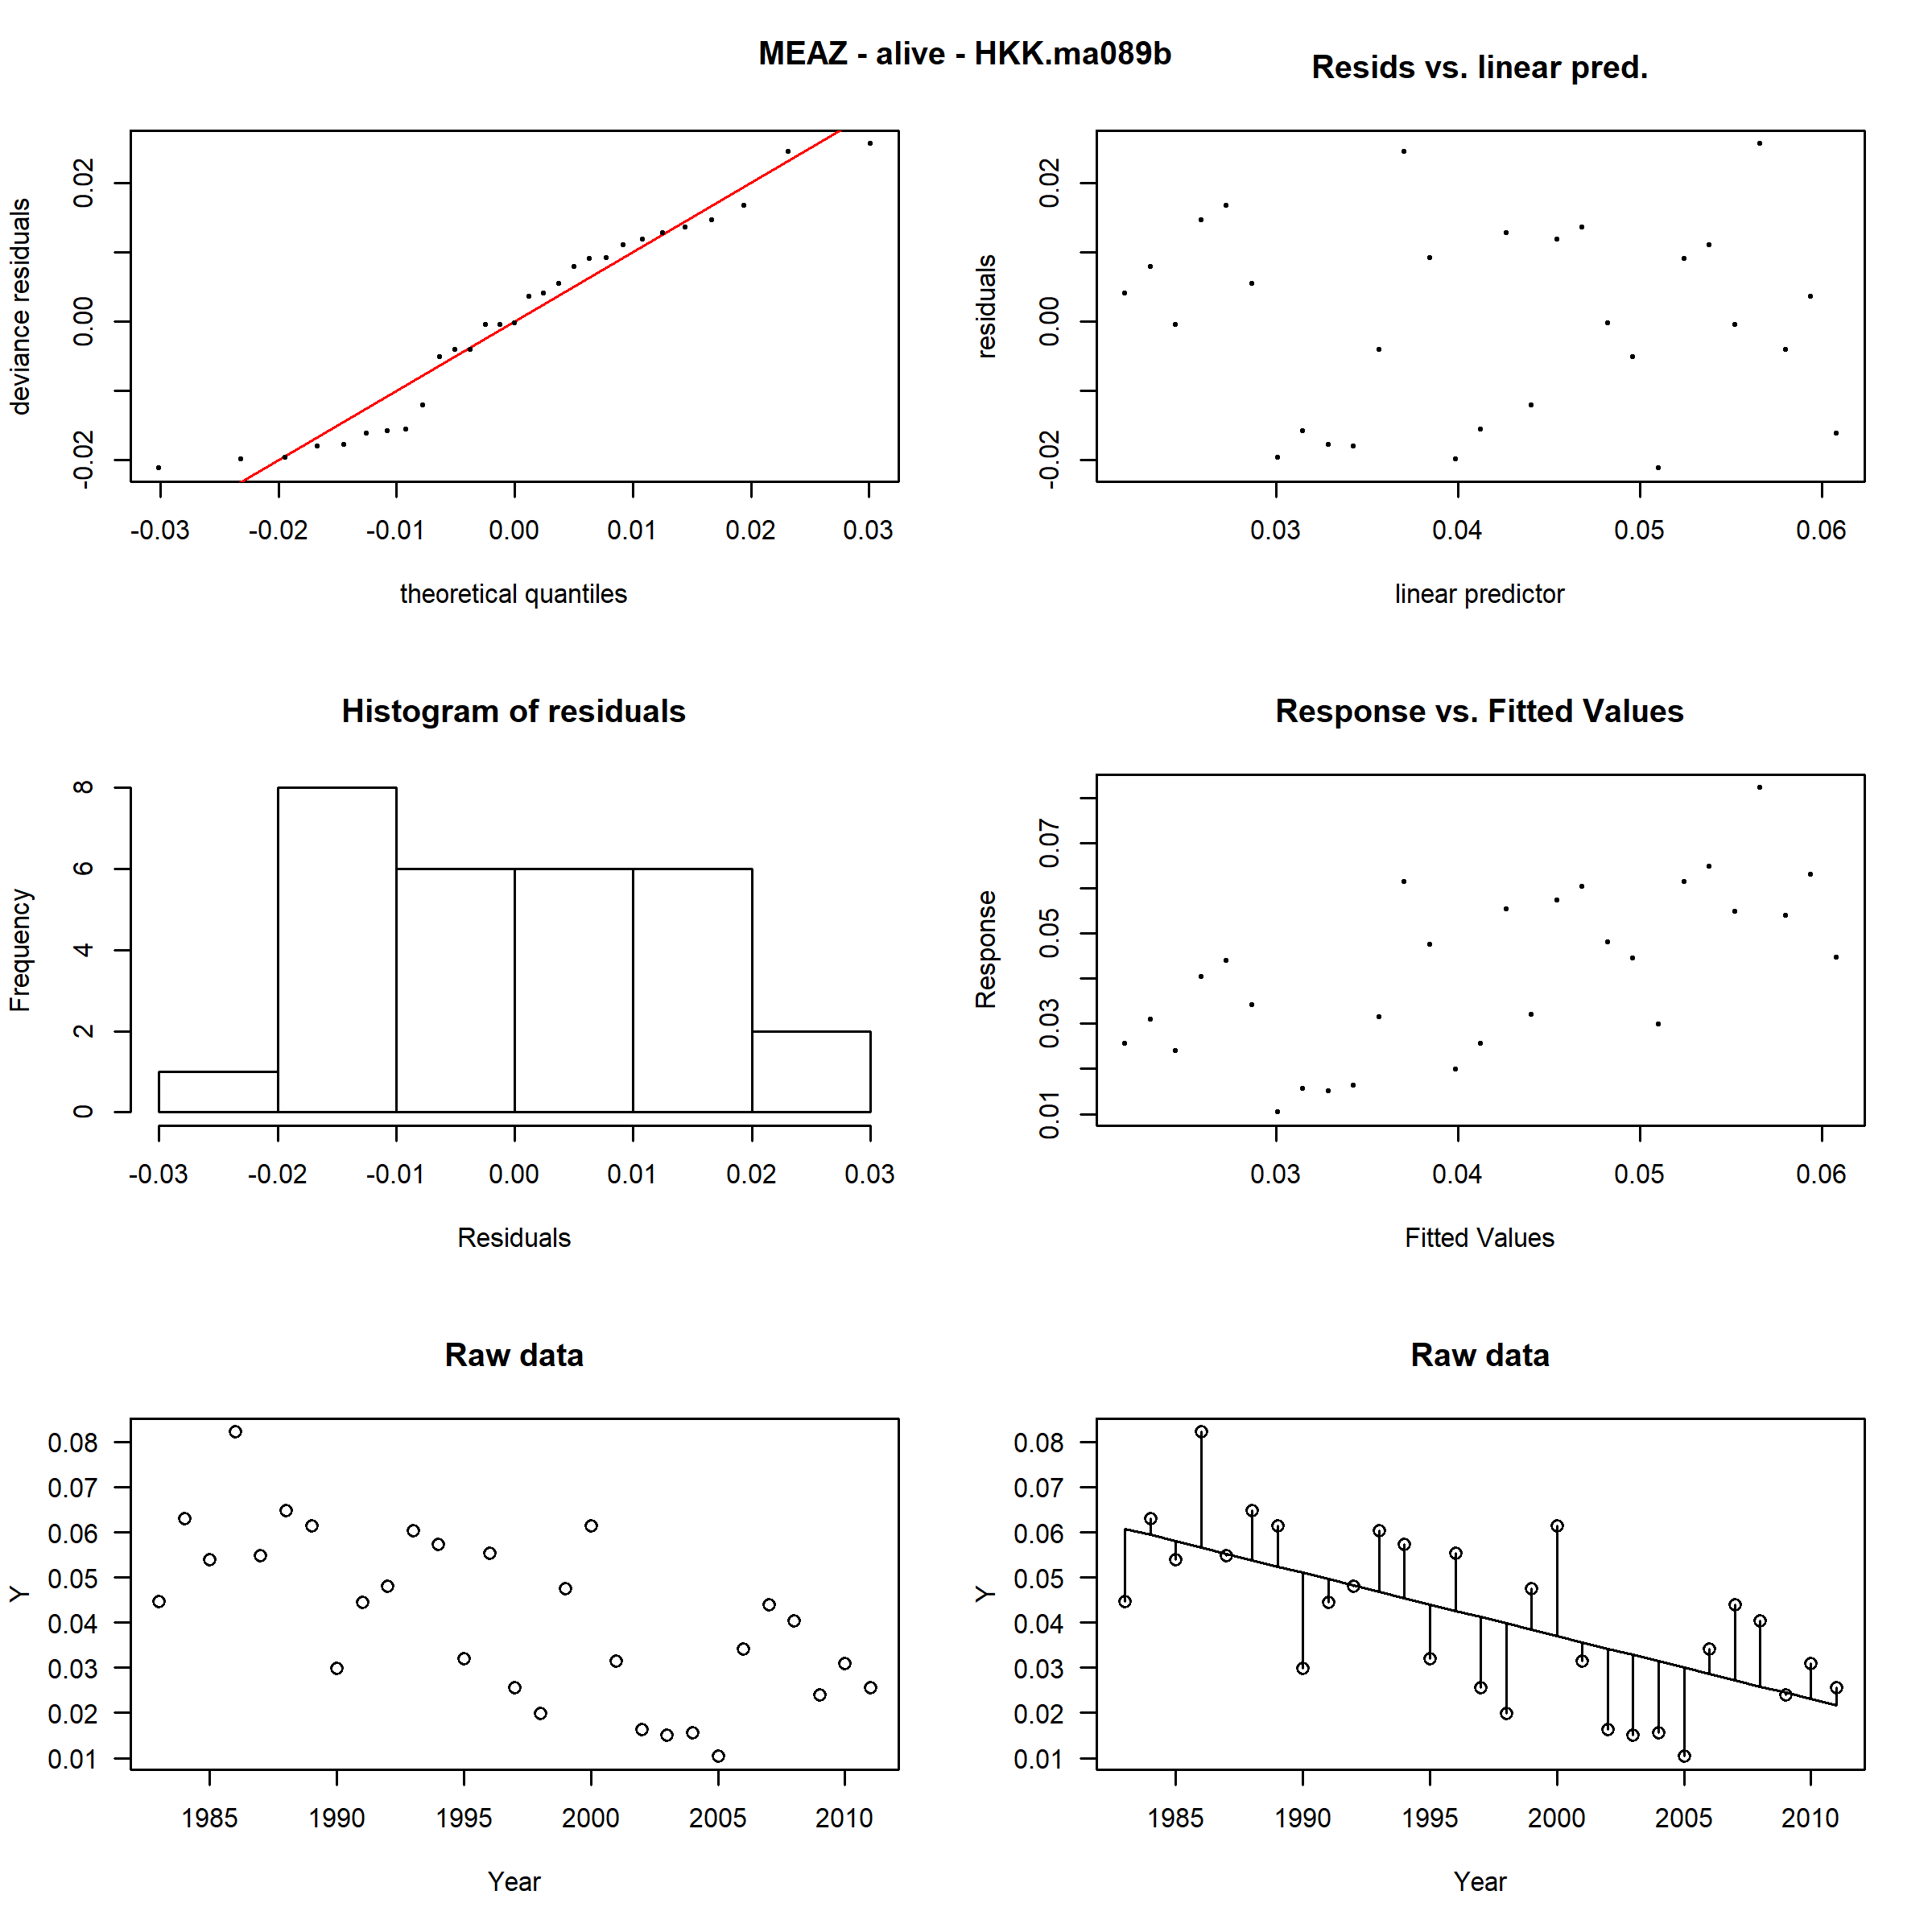 MEAZ - alive - HKK.ma089b
Resids vs. linear pred.
deviance residuals
-0.02 0.00 0.02
-0.03 -0.02 -0.01 0.00 0.01 0.02 0.03
theoretical quantiles
residuals
-0.02 0.00 0.02
0.03 0.04 0.05 0.06
linear predictor
Histogram of residuals
Frequency
0 2 4 6 8
-0.03 -0.02 -0.01 0.00 0.01 0.02 0.03
Residuals
Response vs. Fitted Values
Response
0.01 0.03 0.05 0.07
0.03 0.04 0.05 0.06
Fitted Values
Raw data
Y
0.08
0.07
0.06
0.05
0.04
0.03
0.02
0.01
1985 1990 1995 2000 2005 2010
Year
Raw data
Y
0.08
0.07
0.06
0.05
0.04
0.03
0.02
0.01
1985 1990 1995 2000 2005 2010
Year